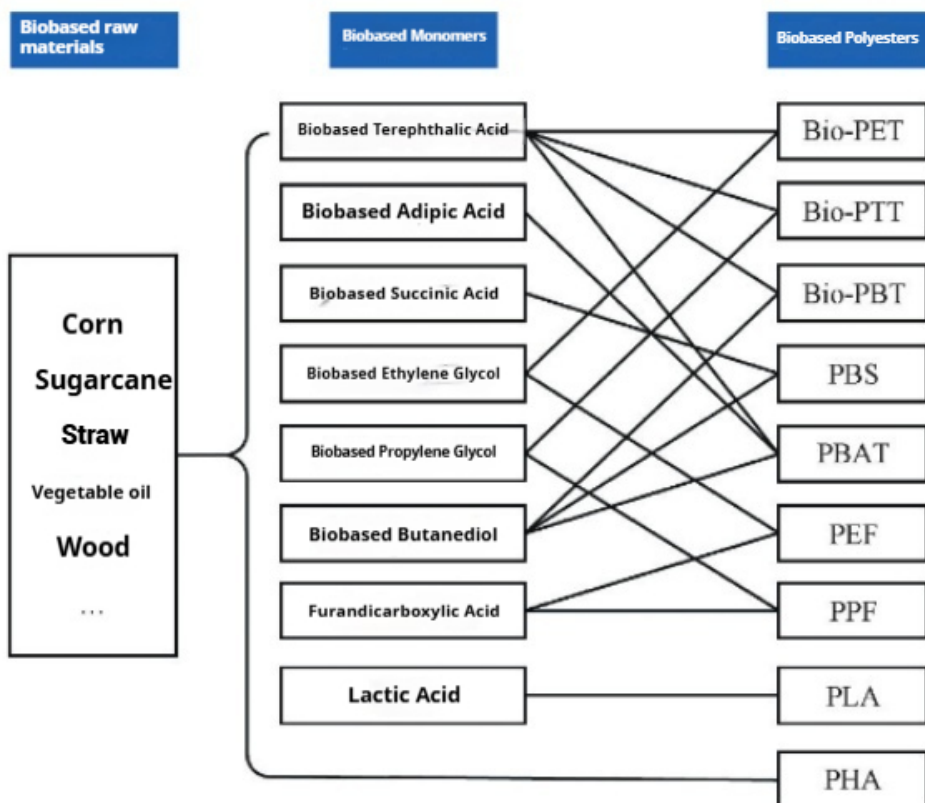 Biobased raw
materials
Biobased Monomers
Biobased Polyesters
Corn
Sugarcane
Straw
Vegetable oil
Wood
...
Biobased Terephthalic Acid
Biobased Adipic Acid
Biobased Succinic Acid
Biobased Ethylene Glycol
Biobased Propylene Glycol
Biobased Butanediol
Furandicarboxylic Acid
Lactic Acid
Bio-PET
Bio-PTT
Bio-PBT
PBS
PBAT
PEF
PPF
PLA
PHA